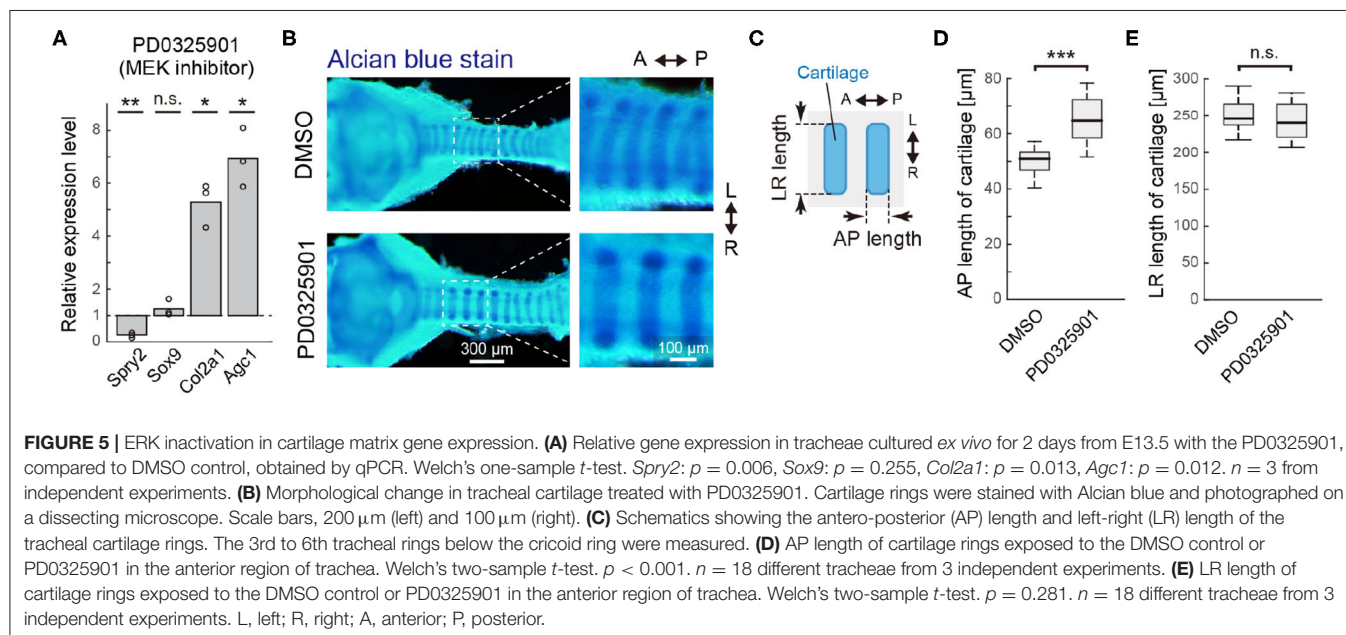 A
PD0325901
(MEK inhibitor)
** n.s. * *
Relative expression level
8
6
4
2
1
0
Spry2
Sox9
Col2a1
Agc1
B
Alcian blue stain
A P
DMSO
PD0325901
300 µm
100 µm
L
R
C
Cartilage
A P
L
R
LR length
AP length
D
***
AP length of cartilage [µm]
80
60
40
20
0
DMSO
PD0325901
E
n.s.
LR length of cartilage [µm]
300
250
200
150
100
50
0
DMSO
PD0325901
FIGURE 5 | ERK inactivation in cartilage matrix gene expression. (A) Relative gene expression in tracheae cultured ex vivo for 2 days from E13.5 with the PD0325901,
compared to DMSO control, obtained by qPCR. Welch's one-sample t-test. Spry2: p = 0.006, Sox9: p = 0.255, Col2a1: p = 0.013, Agc1: p = 0.012. n = 3 from
independent experiments. (B) Morphological change in tracheal cartilage treated with PD0325901. Cartilage rings were stained with Alcian blue and photographed on
a dissecting microscope. Scale bars, 200 µm (left) and 100 µm (right). (C) Schematics showing the antero-posterior (AP) length and left-right (LR) length of the
tracheal cartilage rings. The 3rd to 6th tracheal rings below the cricoid ring were measured. (D) AP length of cartilage rings exposed to the DMSO control or
PD0325901 in the anterior region of trachea. Welch's two-sample t-test. p < 0.001. n = 18 different tracheae from 3 independent experiments. (E) LR length of
cartilage rings exposed to the DMSO control or PD0325901 in the anterior region of trachea. Welch's two-sample t-test. p = 0.281. n = 18 different tracheae from 3
independent experiments. L, left; R, right; A, anterior; P, posterior.